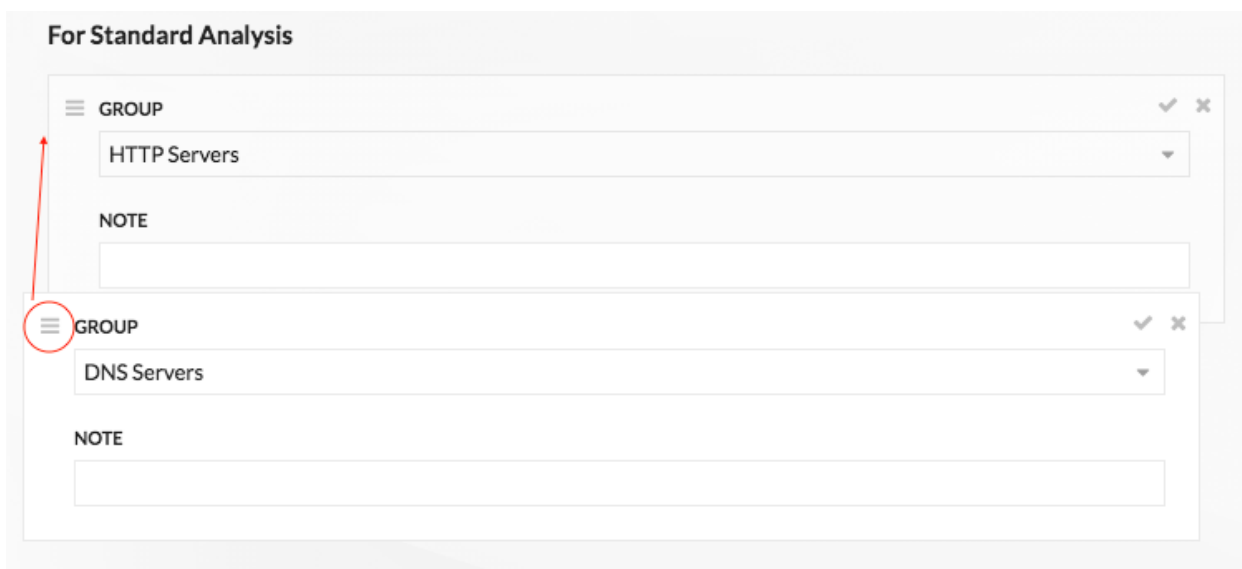 For Standard Analysis
GROUP
HTTP Servers
NOTE
GROUP
DNS Servers
NOTE